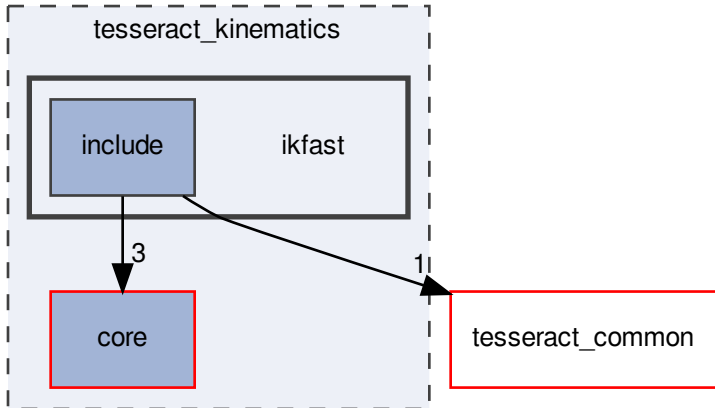 tesseract_kinematics
include
ikfast
3
1
core
tesseract_common